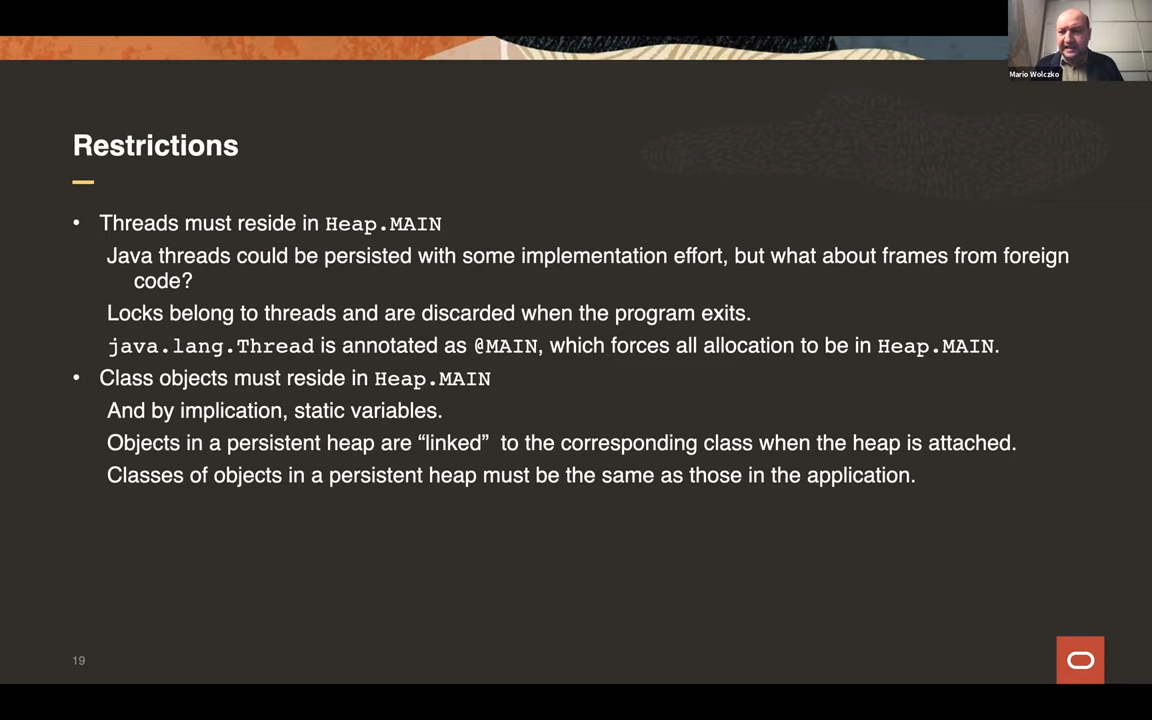 Mario Wolczko
Restrictions
• Threads must reside in Heap.MAIN
Java threads could be persisted with some implementation effort, but what about frames from foreign
code?
Locks belong to threads and are discarded when the program exits.
java.lang.Thread is annotated as @MAIN, which forces all allocation to be in Heap.MAIN.
• Class objects must reside in Heap.MAIN
And by implication, static variables.
Objects in a persistent heap are “linked”  to the corresponding class when the heap is attached.
Classes of objects in a persistent heap must be the same as those in the application.
19